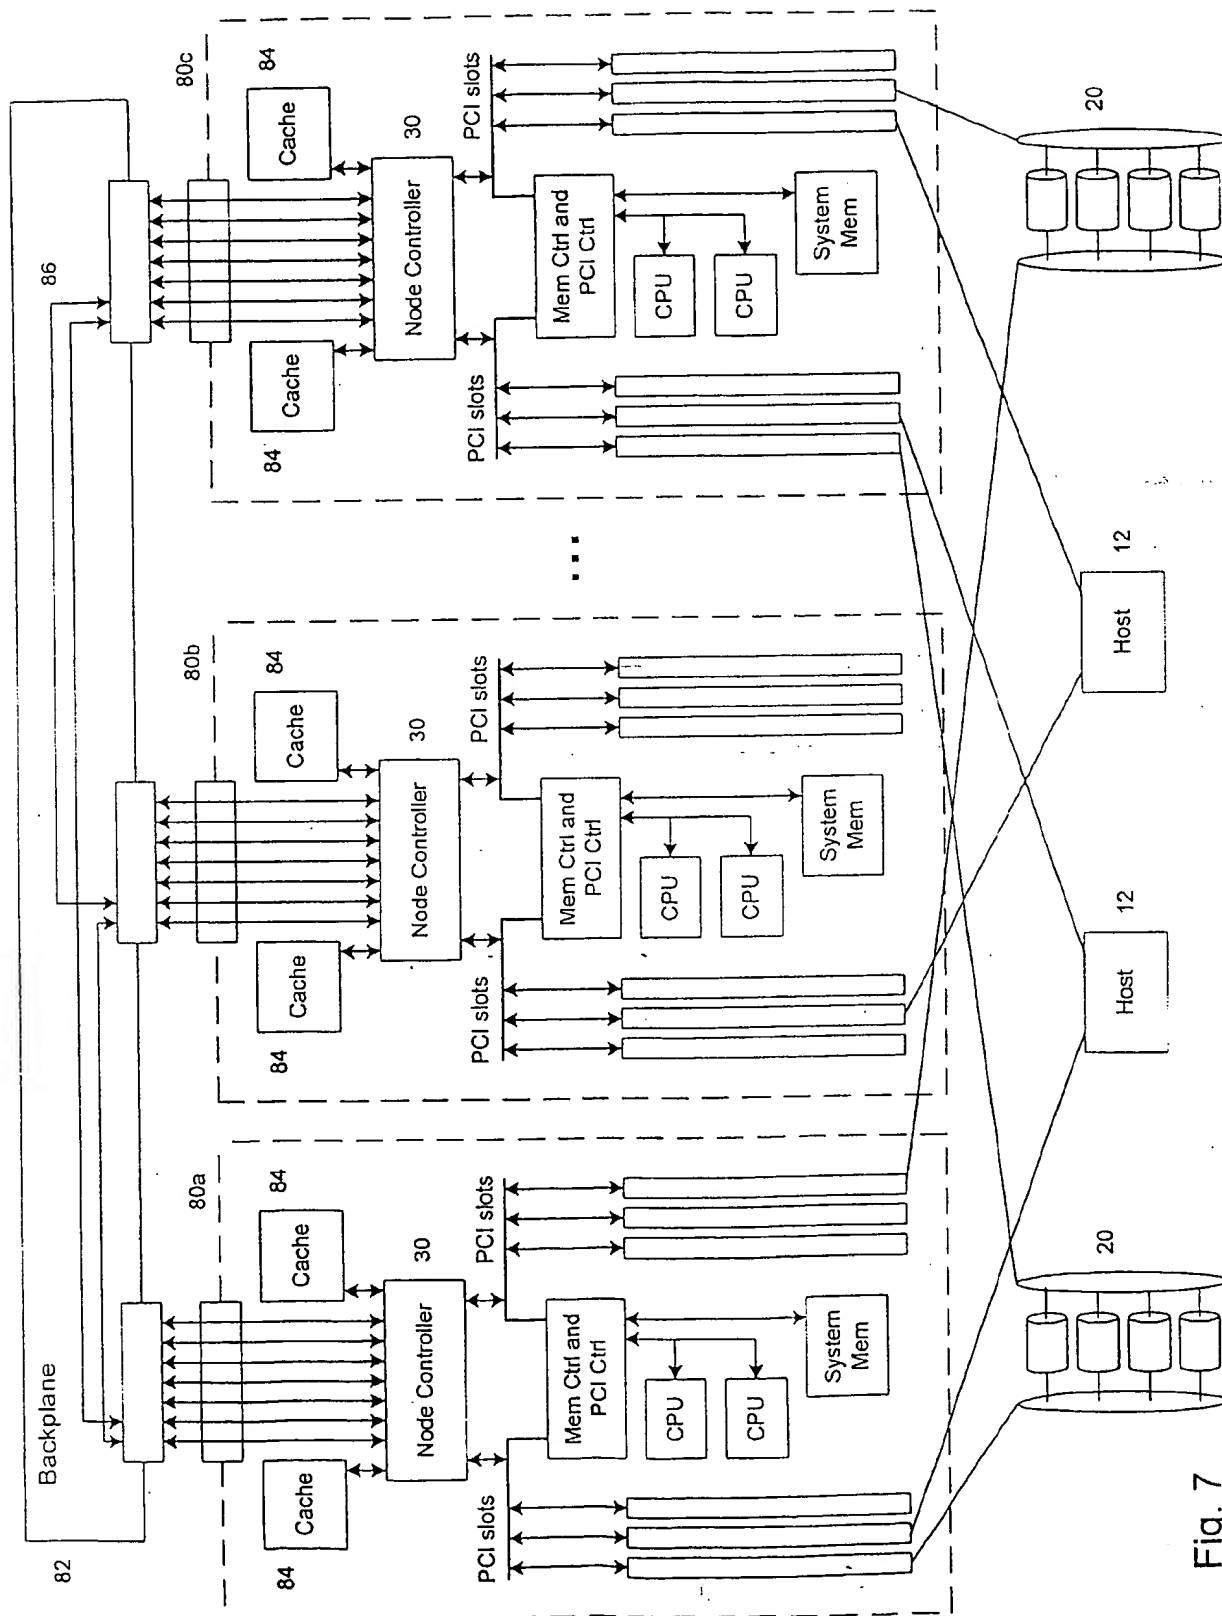 Backplane
82
86
80a
80b
80c
84
Cache
Cache
84
84
Cache
Cache
84
84
Cache
Cache
84
Node Controller
30
Node Controller
30
Node Controller
30
PCI slots
PCI slots
PCI slots
PCI slots
PCI slots
PCI slots
Mem Ctrl and
PCI Ctrl
Mem Ctrl and
PCI Ctrl
Mem Ctrl and
PCI Ctrl
CPU
CPU
CPU
CPU
CPU
CPU
System
Mem
System
Mem
System
Mem
...
20
Host
12
Host
12
20
Fig. 7